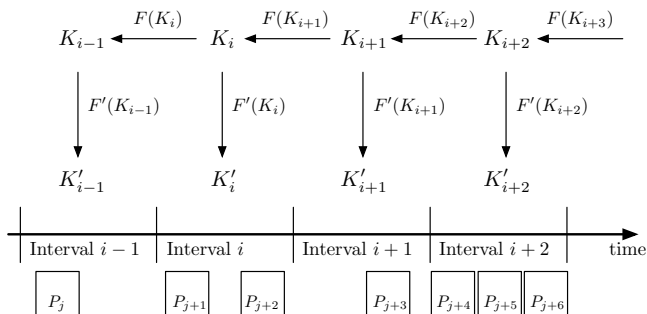 F(K_i) F(K_{i+1}) F(K_{i+2}) F(K_{i+3})
K_{i−1} K_i K_{i+1} K_{i+2}
F′(K_{i−1}) F′(K_i) F′(K_{i+1}) F′(K_{i+2})
K′_{i−1} K′_i K′_{i+1} K′_{i+2}
Interval i − 1 Interval i Interval i + 1 Interval i + 2 time
P_j P_{j+1} P_{j+2} P_{j+3} P_{j+4} P_{j+5} P_{j+6}